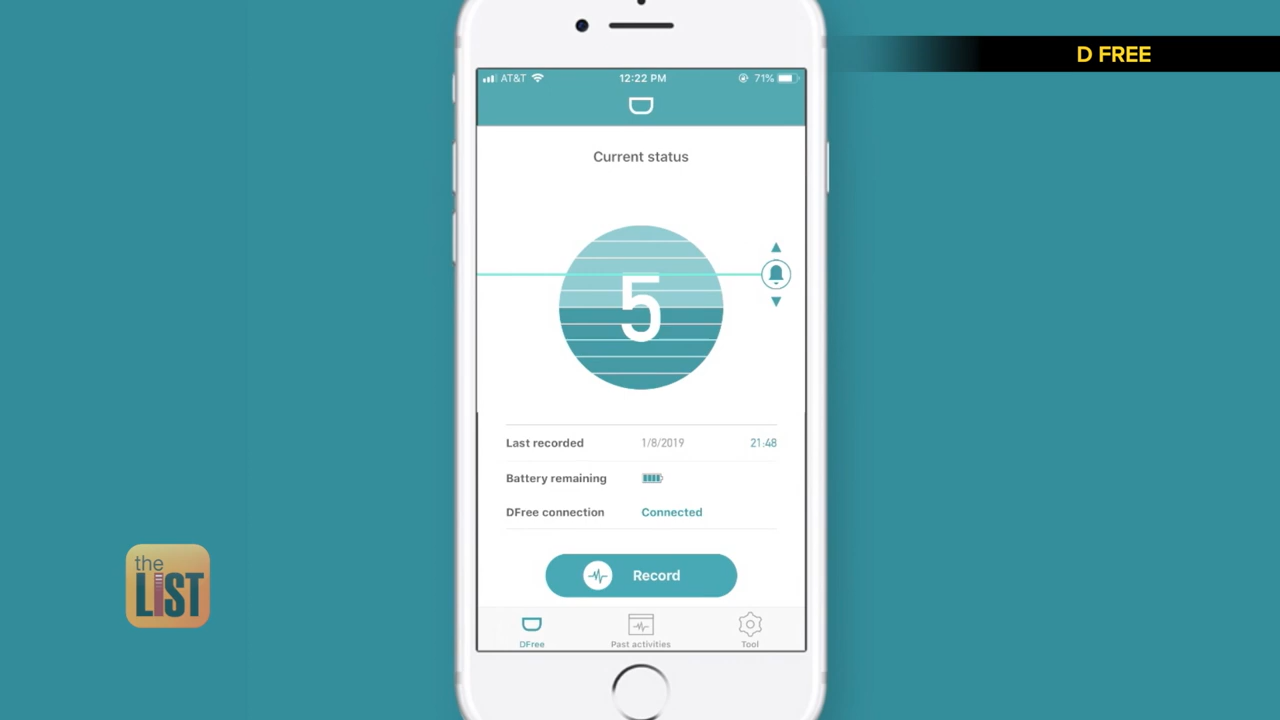 D FREE
AT&T 12:22 PM 71%
Current status
5
Last recorded 1/8/2019 21:48
Battery remaining
DFree connection Connected
Record
DFree Past activities Tool
the
LIST